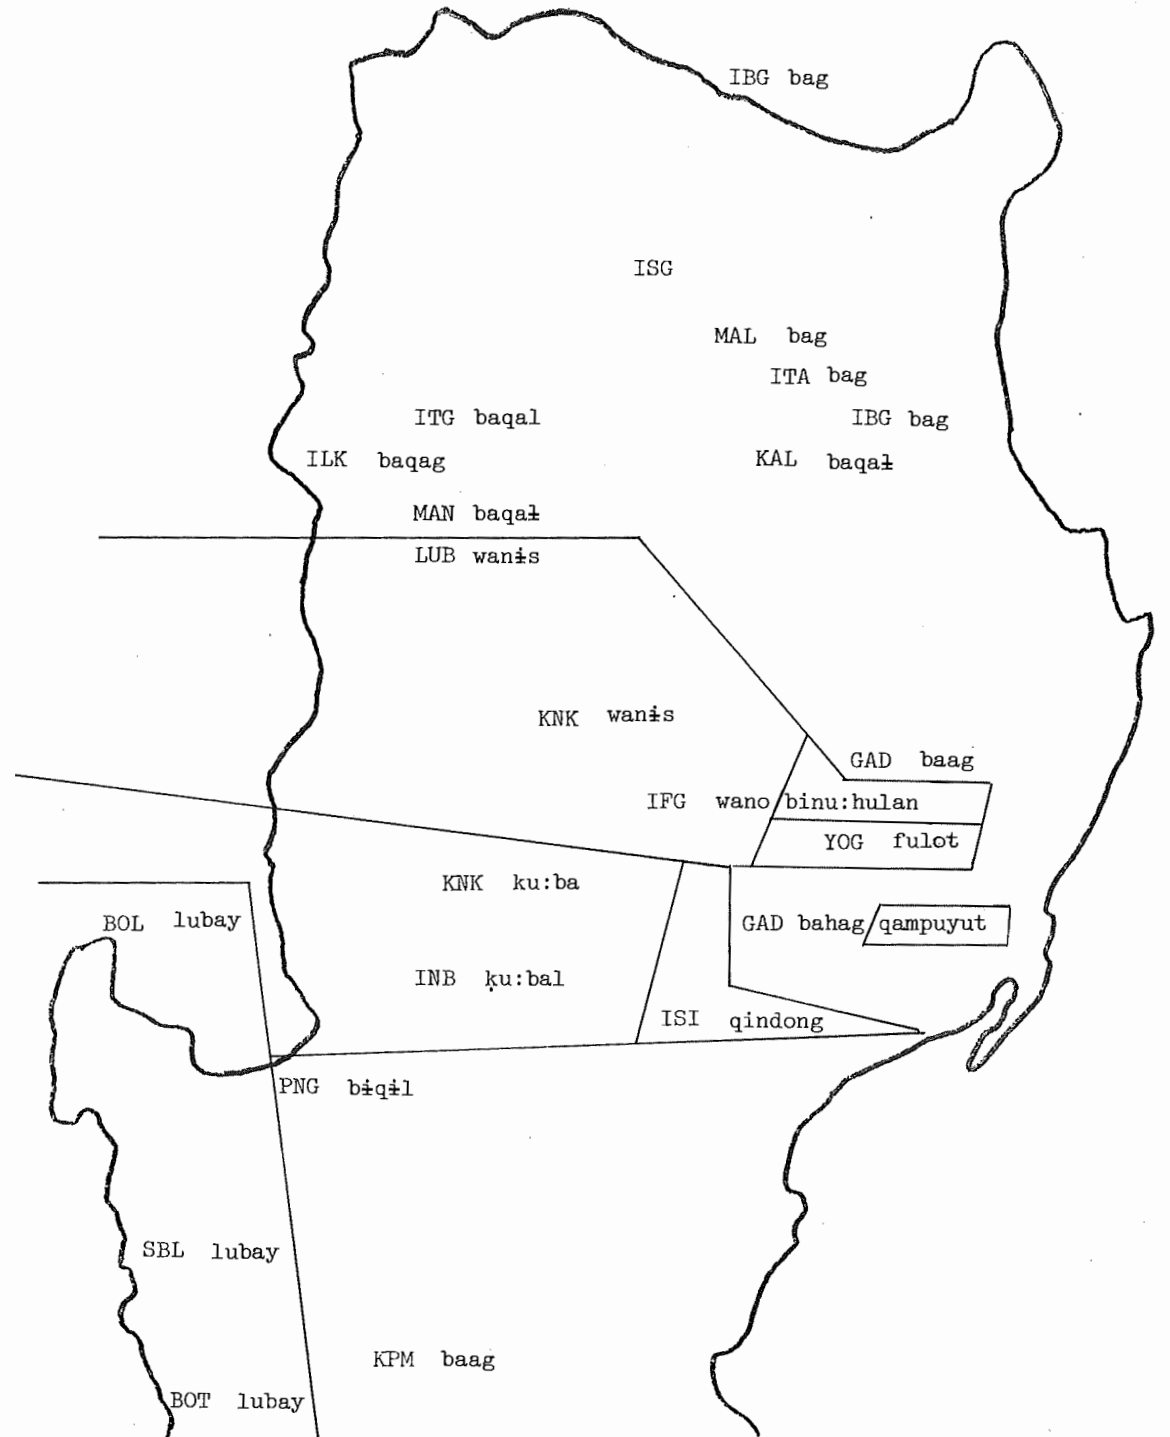 IBG bag
ISG
MAL bag
ITA bag
ITG baqal
IBG bag
ILK baqag
KAL baqaɫ
MAN baqaɫ
LUB wanɨs
KNK wanɨs
GAD baag
IFG wano/binu:hulan
YOG fulot
KNK ku:ba
BOL lubay
GAD bahag/qampuyut
INB ḳu:bal
ISI qindong
PNG bɨqɨl
SBL lubay
KPM baag
BOT lubay